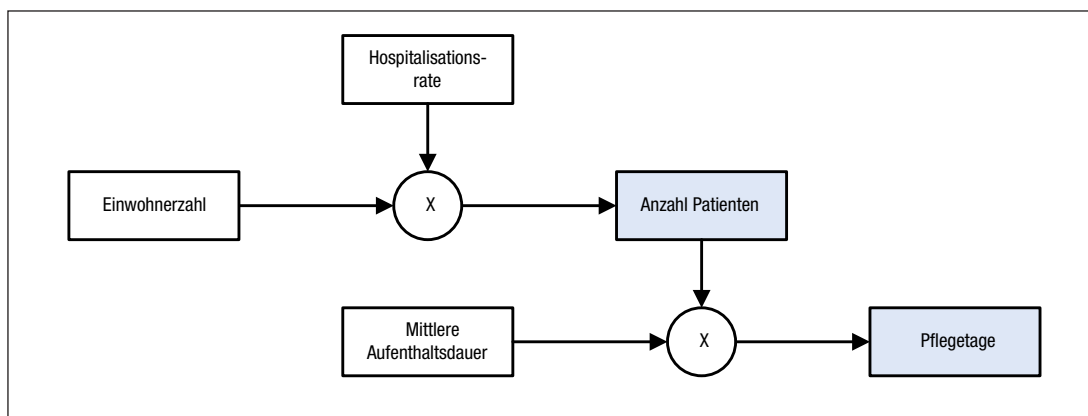 Hospitalisations-
rate
Einwohnerzahl
X
Anzahl Patienten
Mittlere
Aufenthaltsdauer
X
Pflegetage